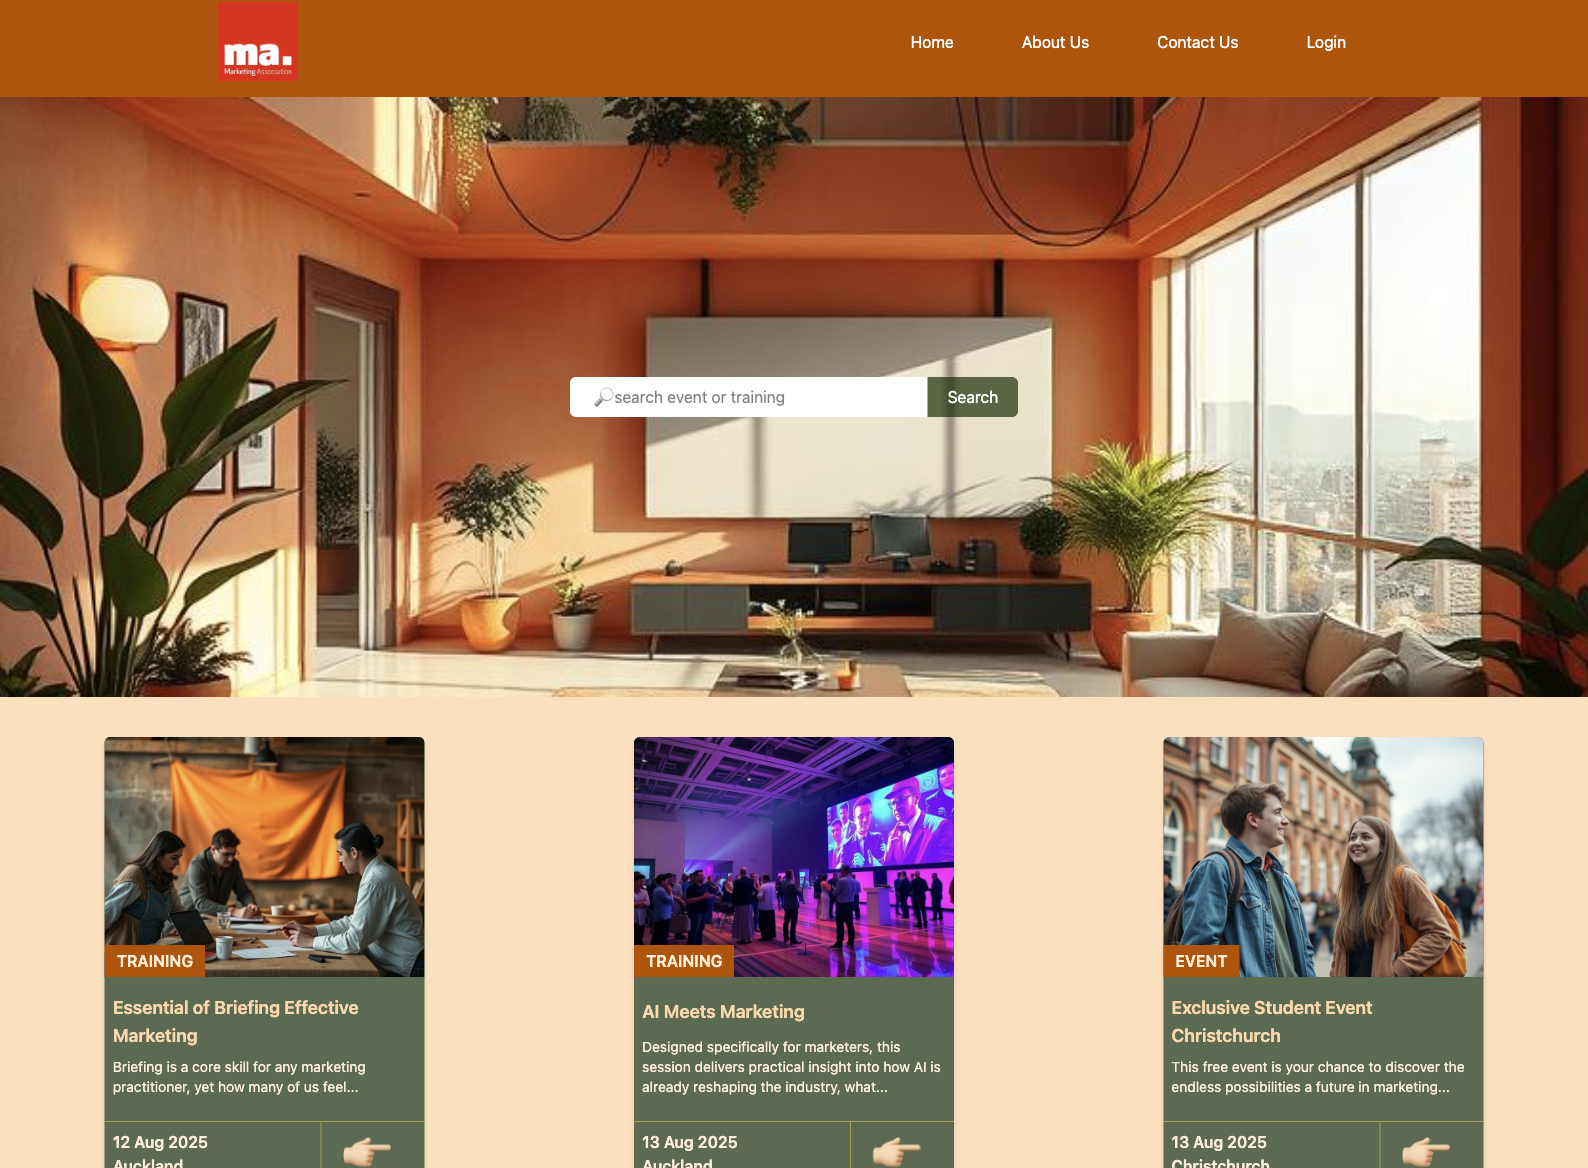 ma.
Marketing Association
Home
About Us
Contact Us
Login
🔎search event or training
Search
TRAINING
Essential of Briefing Effective
Marketing
Briefing is a core skill for any marketing
practitioner, yet how many of us feel...
12 Aug 2025
Auckland
TRAINING
AI Meets Marketing
Designed specifically for marketers, this
session delivers practical insight into how AI is
already reshaping the industry, what...
13 Aug 2025
Auckland
EVENT
Exclusive Student Event
Christchurch
This free event is your chance to discover the
endless possibilities a future in marketing...
13 Aug 2025
Christchurch